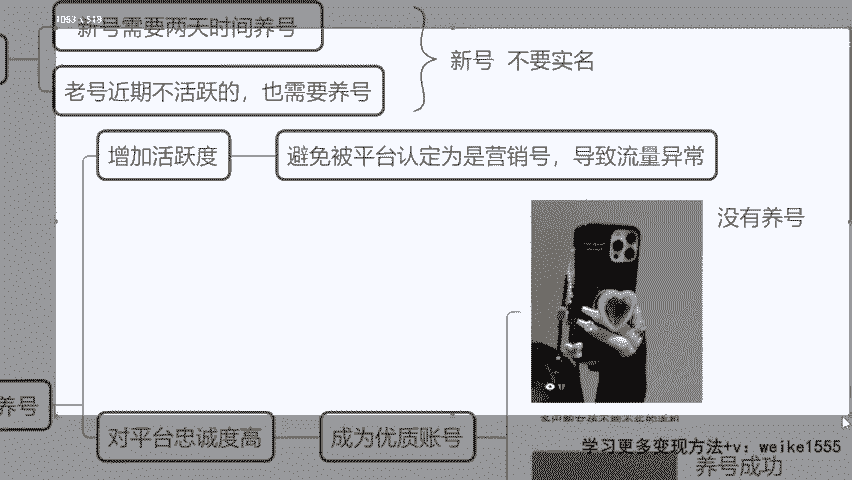 1053 x 518
新号需要两天时间养号
老号近期不活跃的，也需要养号
新号 不要实名
增加活跃度
避免被平台认定为是营销号，导致流量异常
没有养号
17
养号
对平台忠诚度高
成为优质账号
学习更多变现方法+v：weike1555
养号成功